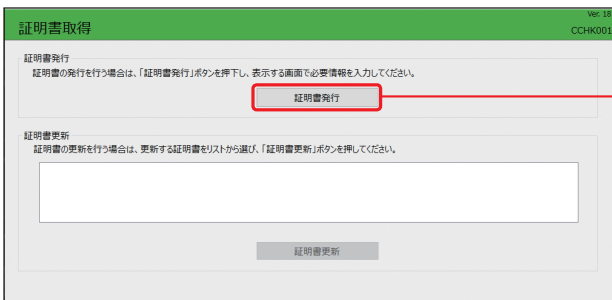 Ver. 18
証明書取得
CCHK001
証明書発行
証明書の発行を行う場合は、「証明書発行」ボタンを押下し、表示する画面で必要情報を入力してください。
証明書発行
証明書更新
証明書の更新を行う場合は、更新する証明書をリストから選び、「証明書更新」ボタンを押してください。
証明書更新